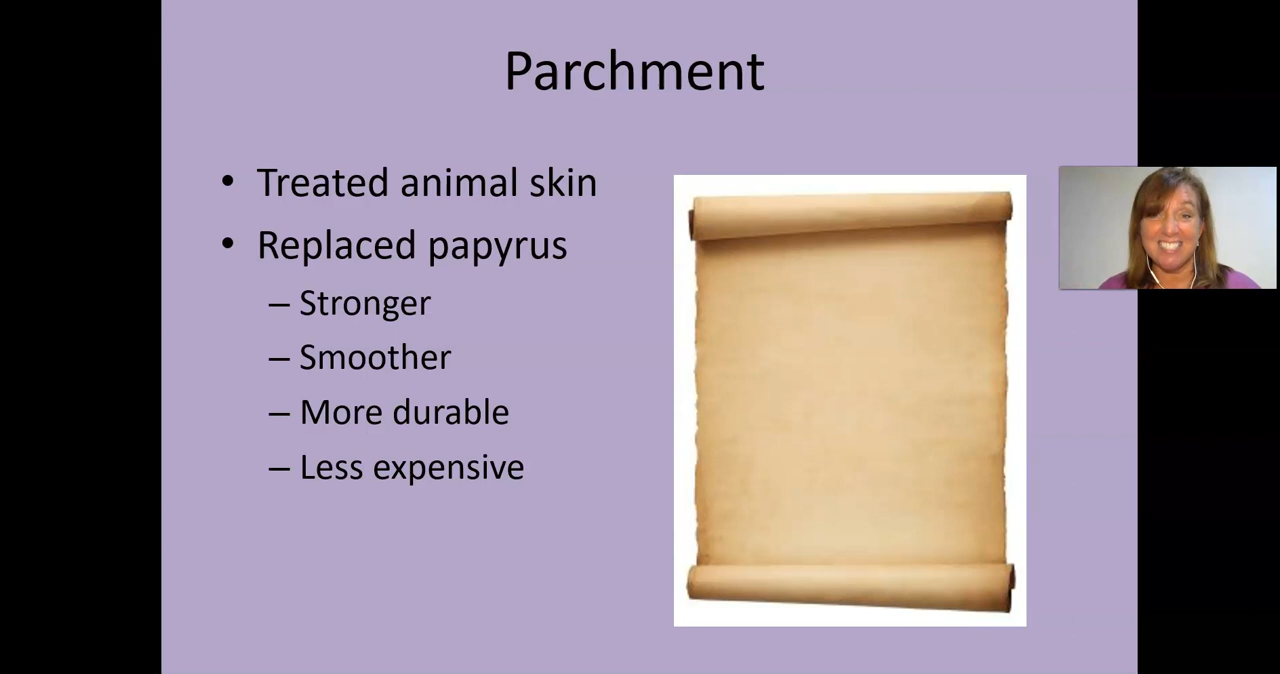 Parchment
• Treated animal skin
• Replaced papyrus
– Stronger
– Smoother
– More durable
– Less expensive